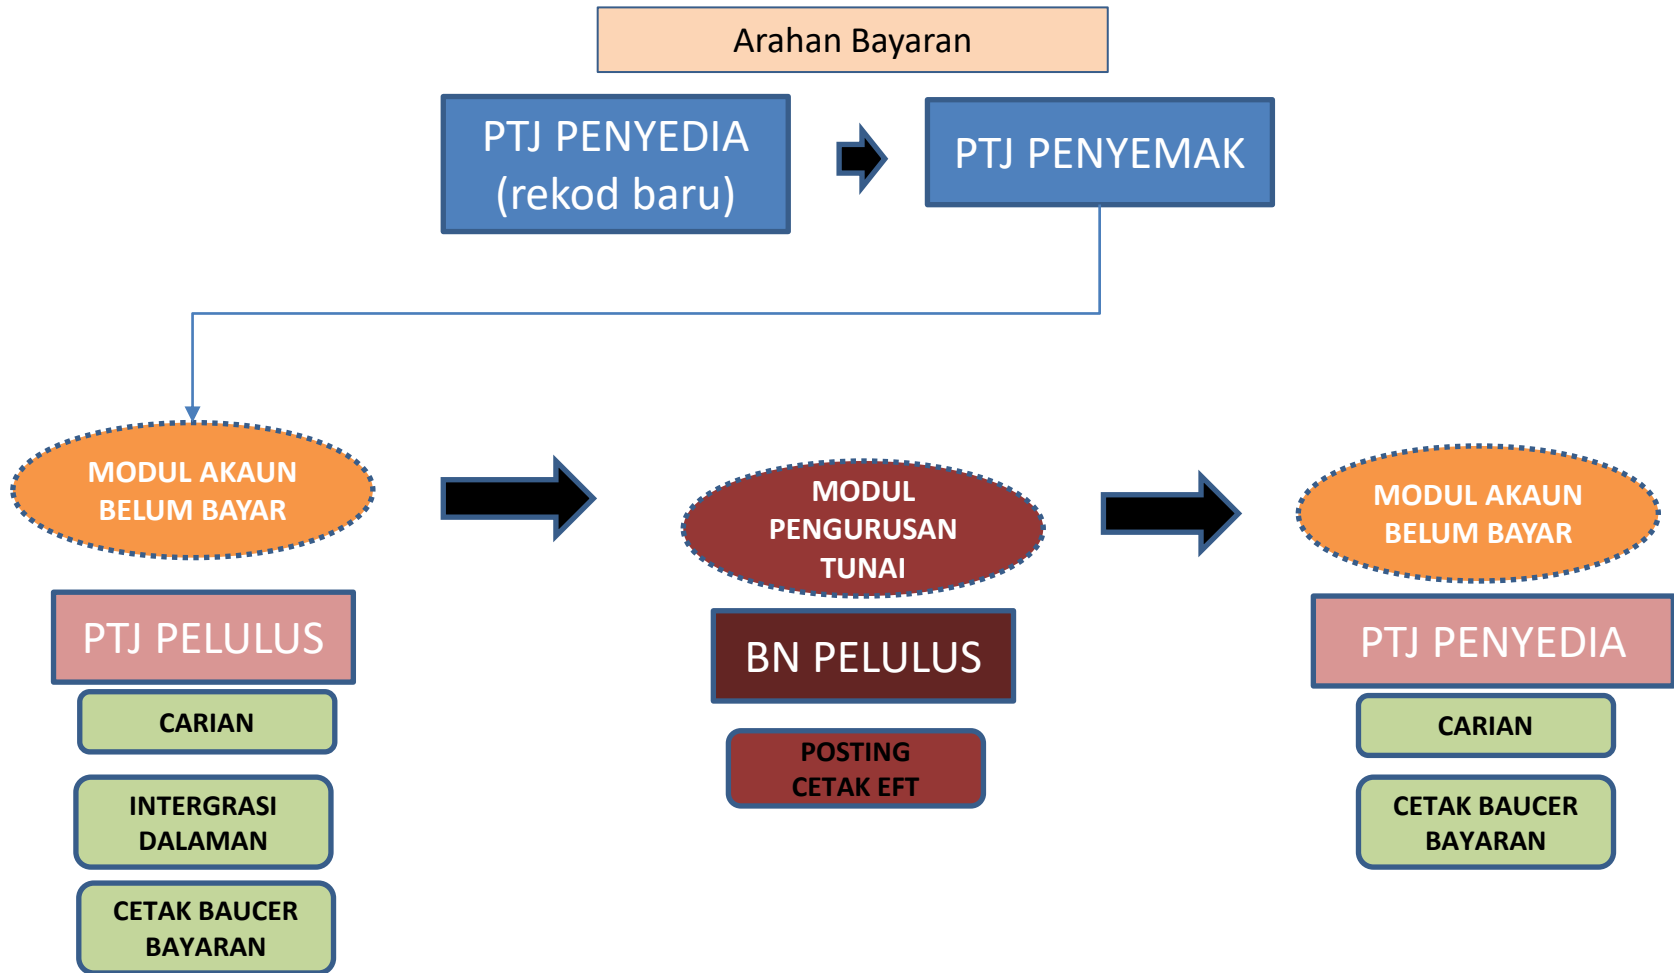 Arahan Bayaran
PTJ PENYEDIA
(rekod baru)
PTJ PENYEMAK
MODUL AKAUN
BELUM BAYAR
PTJ PELULUS
CARIAN
INTERGRASI
DALAMAN
CETAK BAUCER
BAYARAN
MODUL
PENGURUSAN
TUNAI
BN PELULUS
POSTING
CETAK EFT
MODUL AKAUN
BELUM BAYAR
PTJ PENYEDIA
CARIAN
CETAK BAUCER
BAYARAN